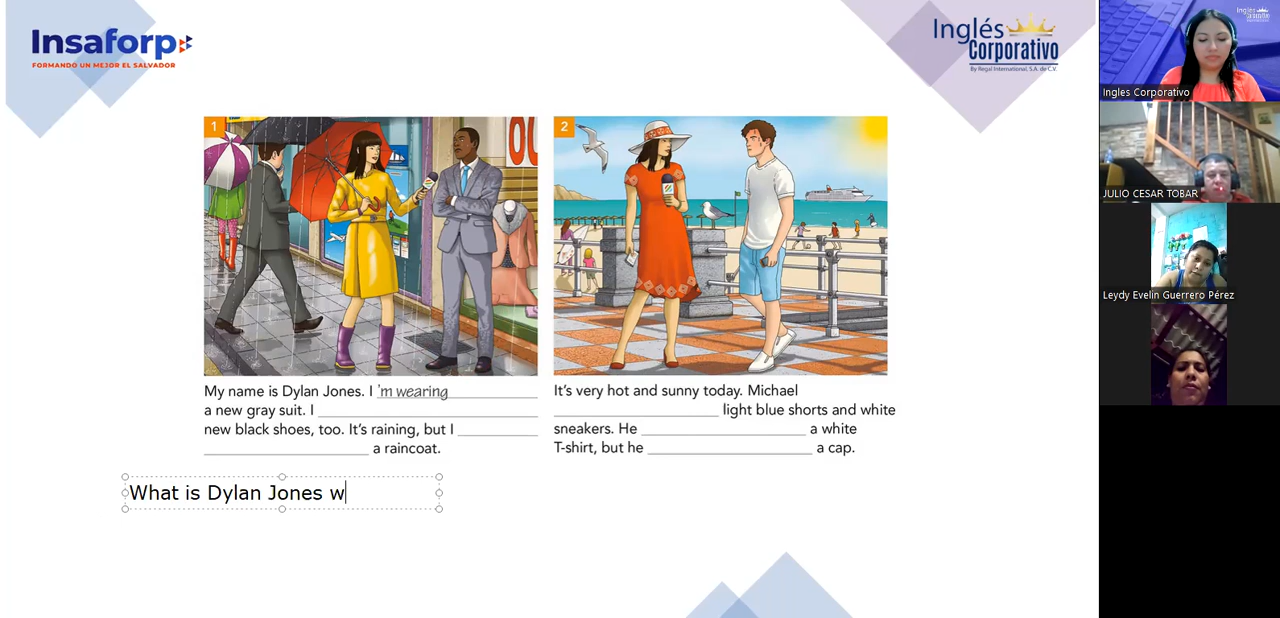 Insaforp
FORMANDO UN MEJOR EL SALVADOR
Inglés
Corporativo
By Regal International, S.A. de C.V.
1
2
My name is Dylan Jones. I 'm wearing
a new gray suit. I
new black shoes, too. It's raining, but I
a raincoat.
It's very hot and sunny today. Michael
light blue shorts and white
sneakers. He a white
T-shirt, but he a cap.
What is Dylan Jones w
Ingles Corporativo
JULIO CESAR TOBAR
Leydy Evelin Guerrero Pérez